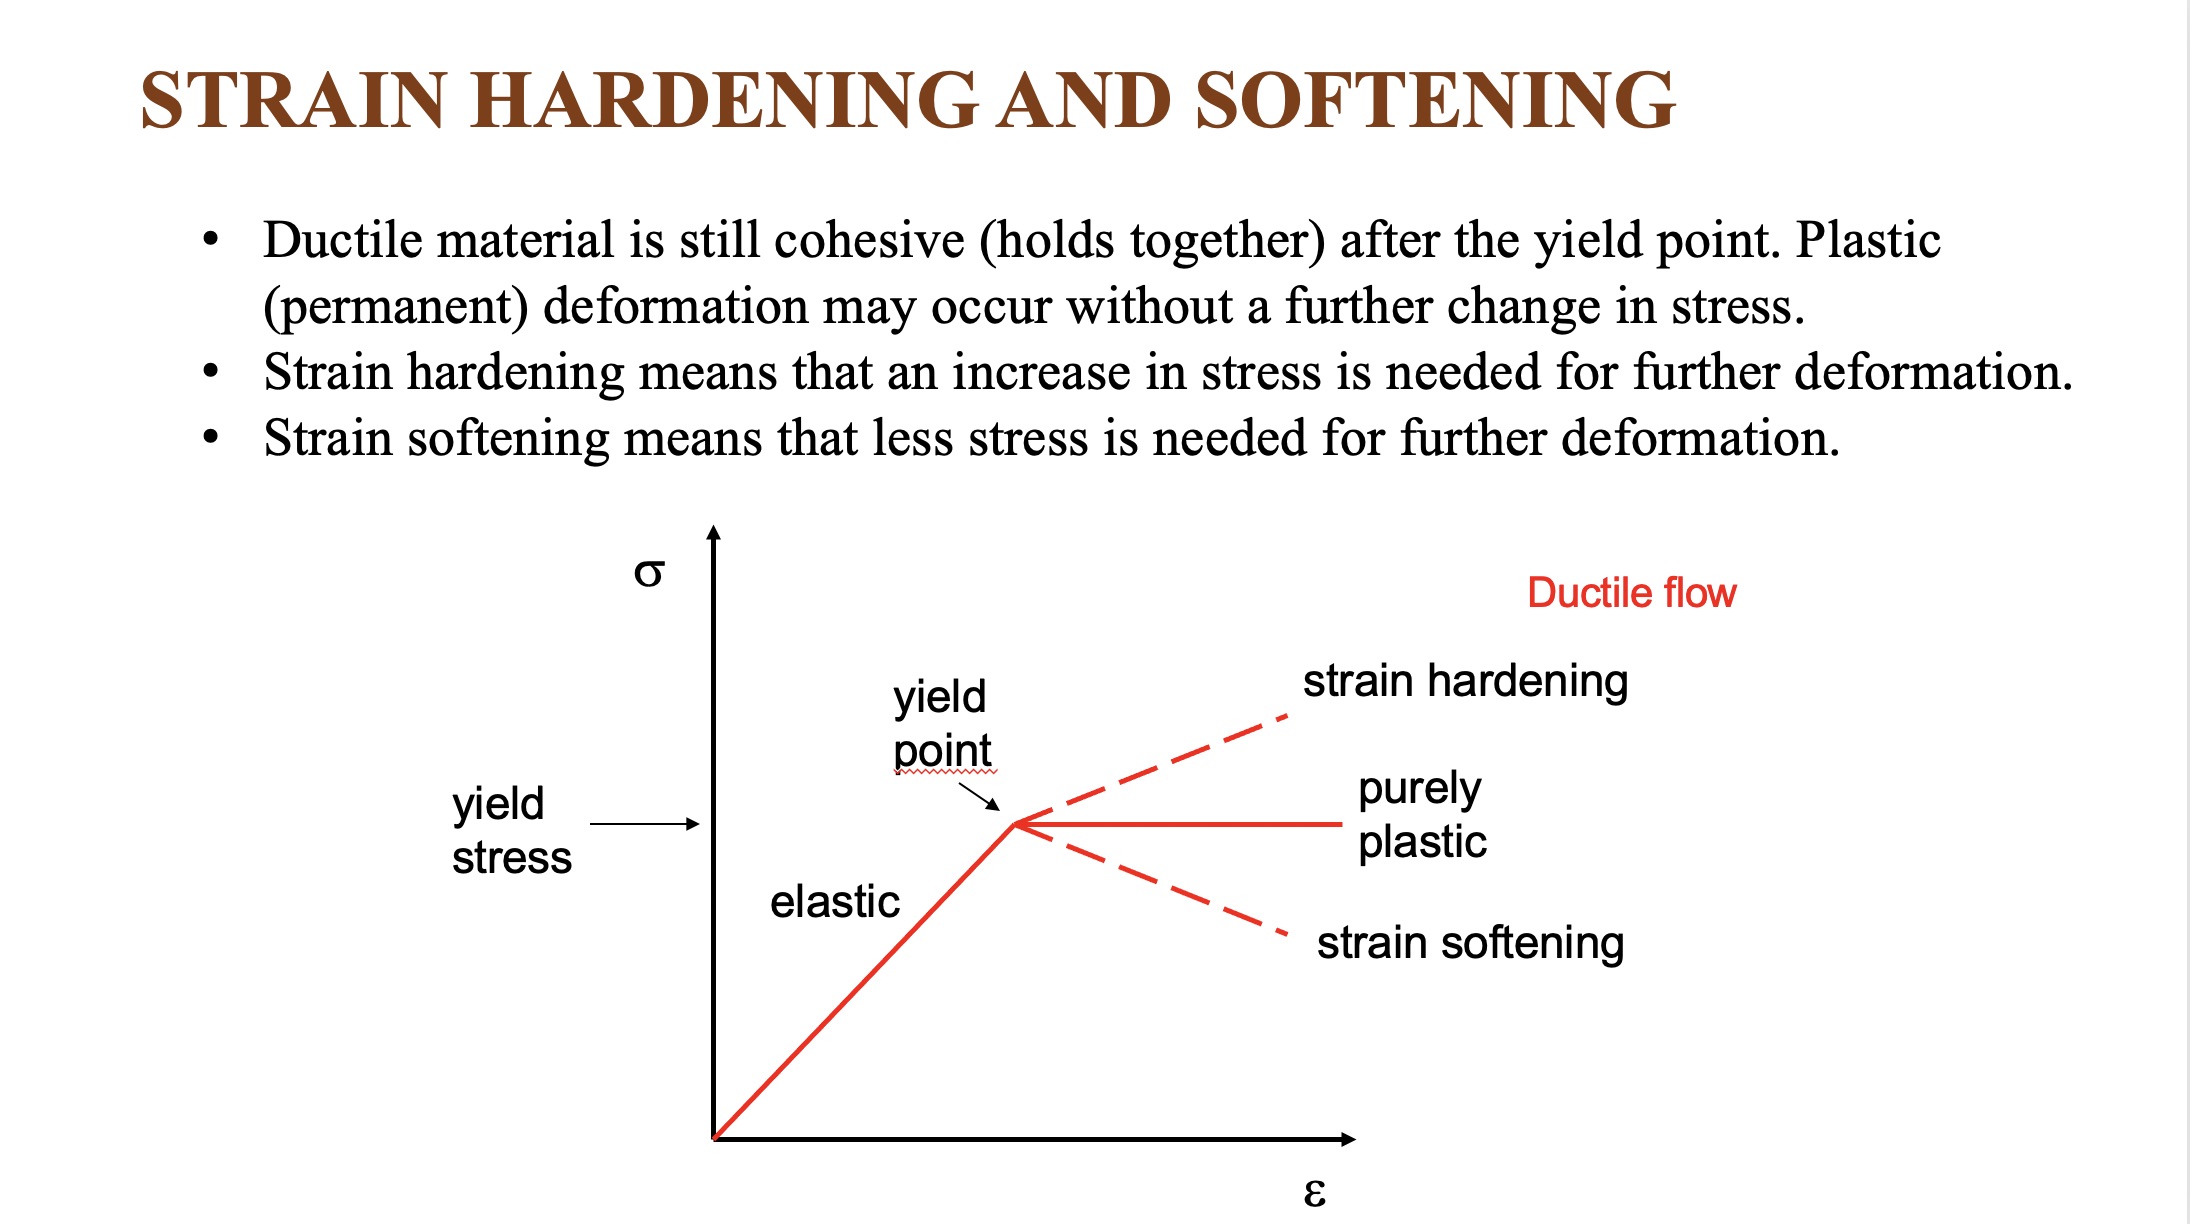 STRAIN HARDENING AND SOFTENING
• Ductile material is still cohesive (holds together) after the yield point. Plastic
(permanent) deformation may occur without a further change in stress.
• Strain hardening means that an increase in stress is needed for further deformation.
• Strain softening means that less stress is needed for further deformation.
σ
Ductile flow
strain hardening
yield
point
purely
plastic
yield
stress
elastic
strain softening
ε